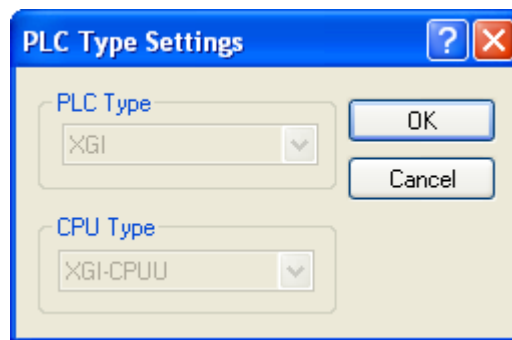 PLC Type Settings
PLC Type
XGI
OK
Cancel
CPU Type
XGI-CPUU